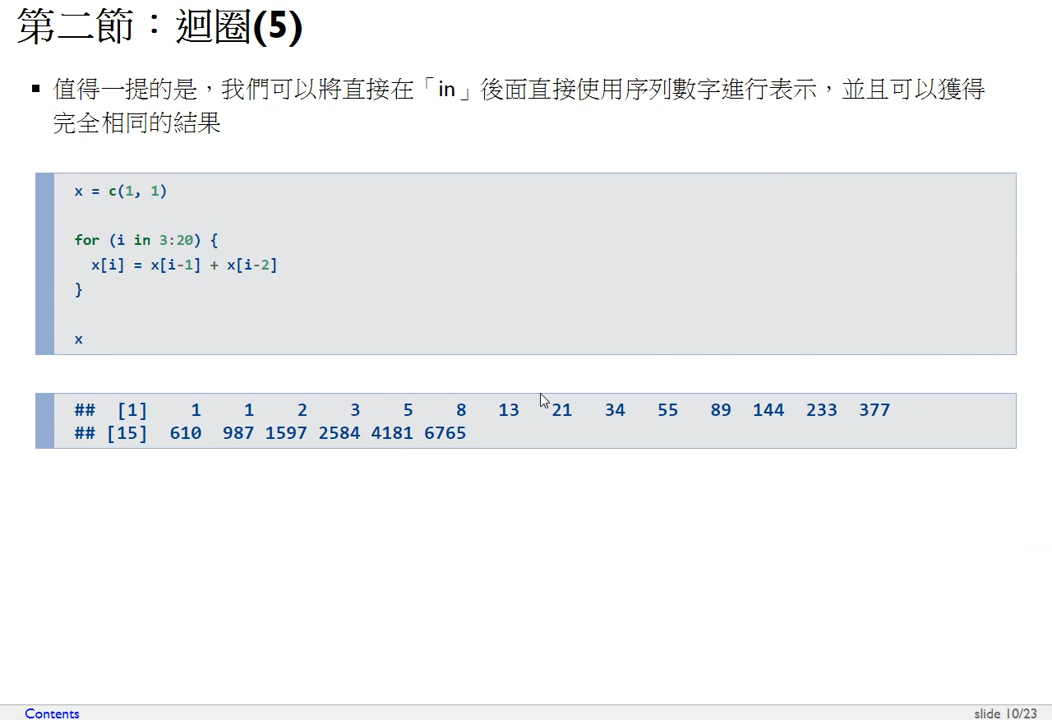 第二節：迴圈(5)
值得一提的是，我們可以將直接在「in」後面直接使用序列數字進行表示，並且可以獲得
完全相同的結果
x = c(1, 1)
for (i in 3:20) {
x[i] = x[i-1] + x[i-2]
}
x
## [1] 1 1 2 3 5 8 13 21 34 55 89 144 233 377
## [15] 610 987 1597 2584 4181 6765
Contents
slide 10/23